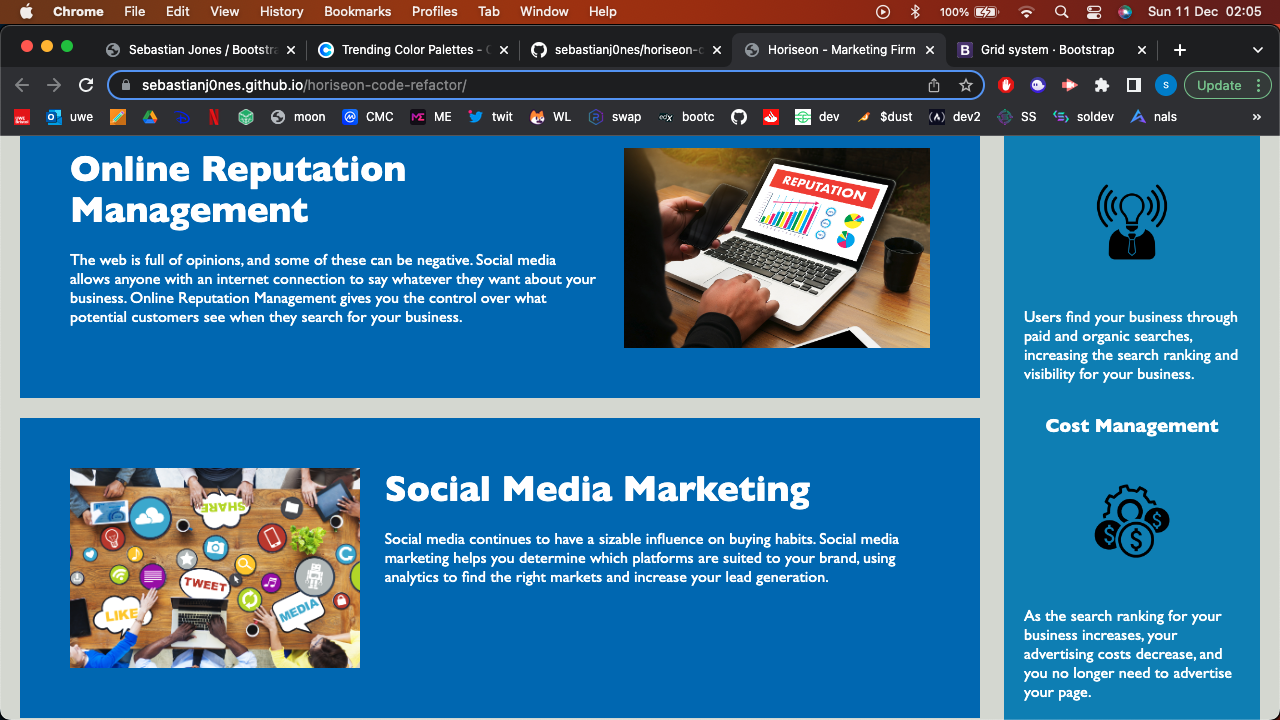 Chrome File Edit View History Bookmarks Profiles Tab Window Help 100% Sun 11 Dec 02:05
Sebastian Jones / Bootstra Trending Color Palettes - C sebastianj0nes/horiseon-c Horiseon - Marketing Firm Grid system · Bootstrap
sebastianj0nes.github.io/horiseon-code-refactor/ S Update
uwe moon CMC ME twit WL swap bootc dev $dust dev2 SS soldev nals »
Online Reputation
Management
The web is full of opinions, and some of these can be negative. Social media
allows anyone with an internet connection to say whatever they want about your
business. Online Reputation Management gives you the control over what
potential customers see when they search for your business.
REPUTATION
Social Media Marketing
Social media continues to have a sizable influence on buying habits. Social media
marketing helps you determine which platforms are suited to your brand, using
analytics to find the right markets and increase your lead generation.
SHARE
TWEET
LIKE
MEDIA
Users find your business through
paid and organic searches,
increasing the search ranking and
visibility for your business.
Cost Management
$ $ $
As the search ranking for your
business increases, your
advertising costs decrease, and
you no longer need to advertise
your page.